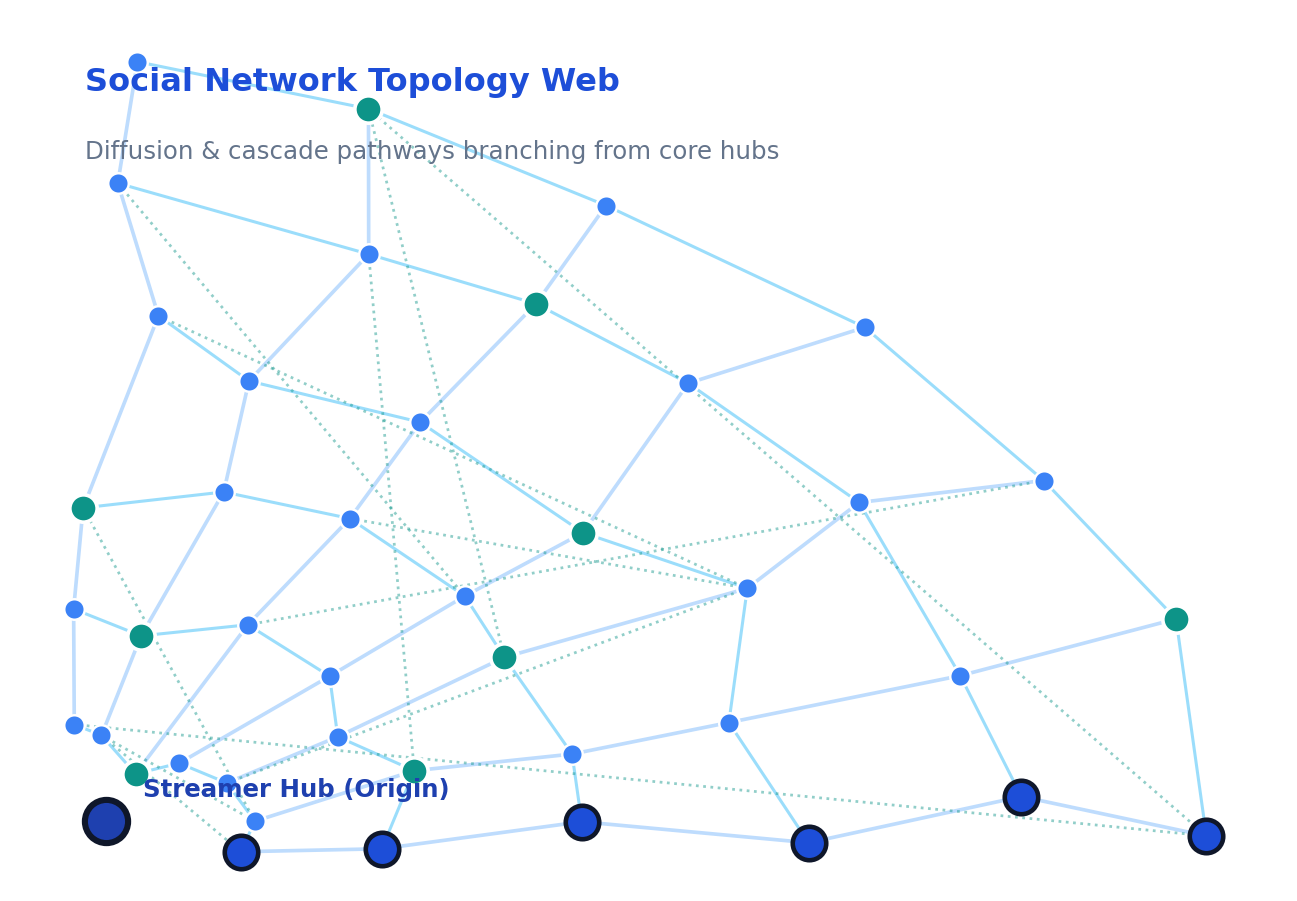 Social Network Topology Web
Diffusion & cascade pathways branching from core hubs
Streamer Hub (Origin)